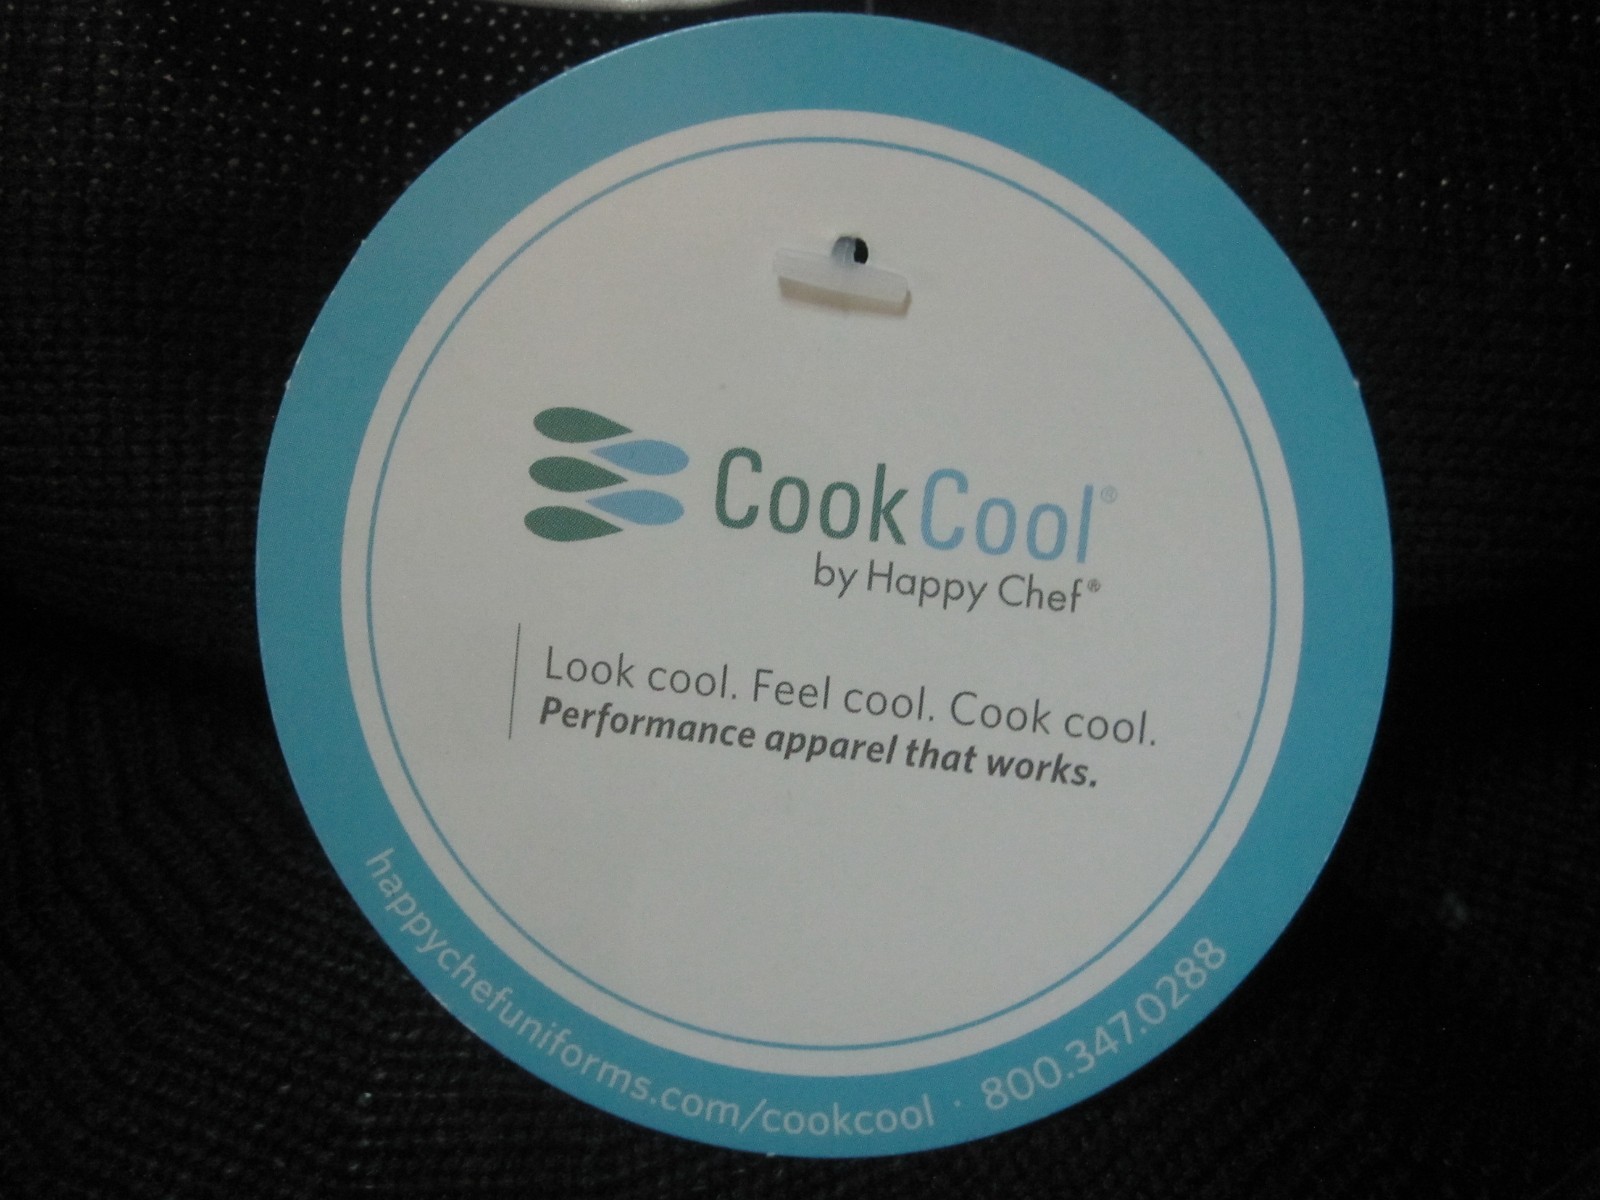 CookCool®
by Happy Chef®
Look cool. Feel cool. Cook cool.
Performance apparel that works.
happychefuniforms.com/cookcool · 800.347.0288